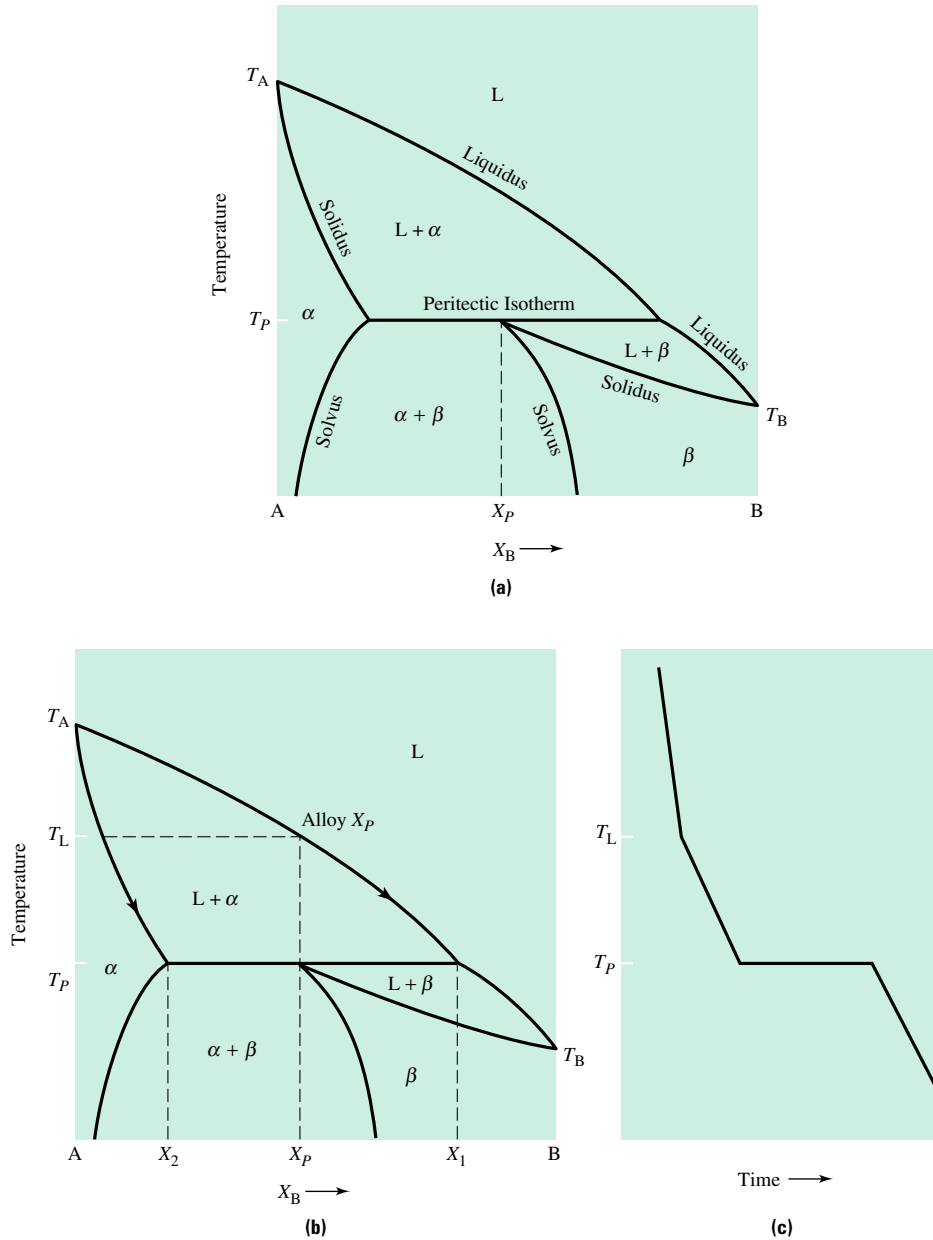 T_A
L
Liquidus
Solidus
L + α
Temperature
Peritectic Isotherm
T_P
α
L + β
Liquidus
Solidus
T_B
Solvus
α + β
Solvus
β
A
X_P
B
X_B
(a)
T_A
L
Alloy X_P
T_L
L + α
Temperature
α
T_P
L + β
α + β
β
T_B
A
X_2
X_P
X_1
B
X_B
(b)
T_L
T_P
Time
(c)